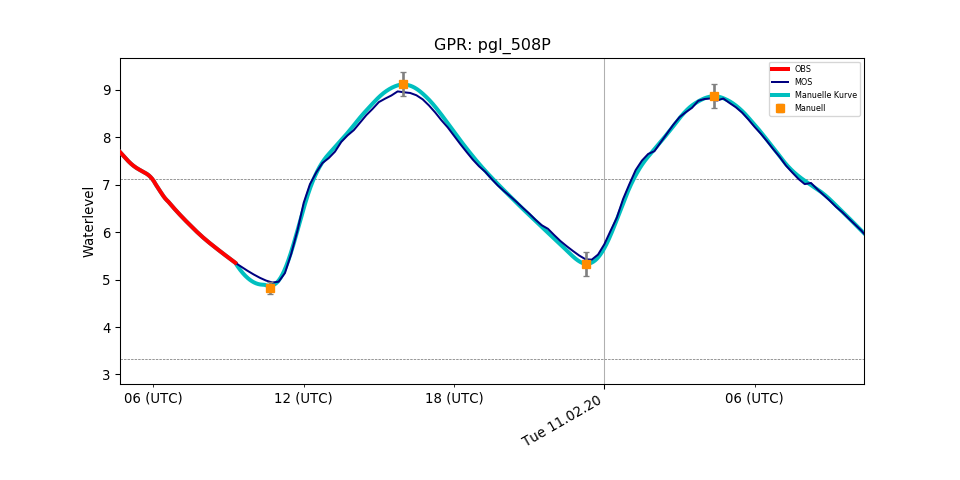 GPR: pgl_508P
OBS
MOS
Manuelle Kurve
Manuell
Waterlevel
9
8
7
6
5
4
3
06 (UTC)
12 (UTC)
18 (UTC)
Tue 11.02.20
06 (UTC)